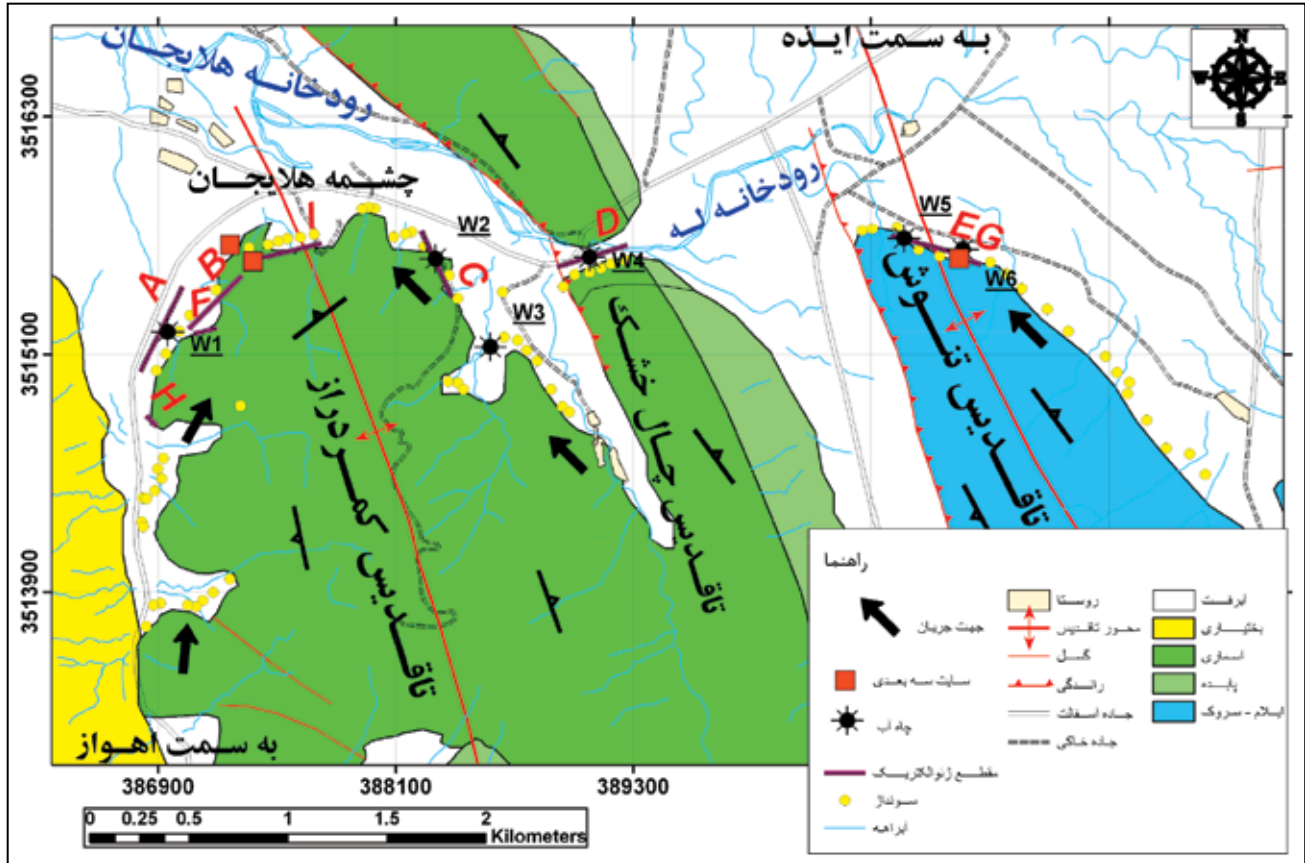 به سمت ایذه
رودخانه هلایجان
N
W E
S
3516300
چشمه هلایجان
رودخانه له
I
W2
D
W5
EG
B
A
F
C
W4
W6
W3
W1
3515100
H
تاقدیس کمردراز
تاقدیس چال خشک
تاقدیس تنوش
3513900
به سمت اهواز
386900
388100
389300
0 0.25 0.5 1 1.5 2
Kilometers
راهنما
جهت جریان
سایت سه بعدی
چاه آب
مقطع ژئوالکتریک
سونداژ
آبراهه
روستا
محور تاقدیس
گسل
راندگی
جاده اسفالت
جاده خاکی
آبرفت
بختیاری
آسماری
پابده
ایلام - سروک